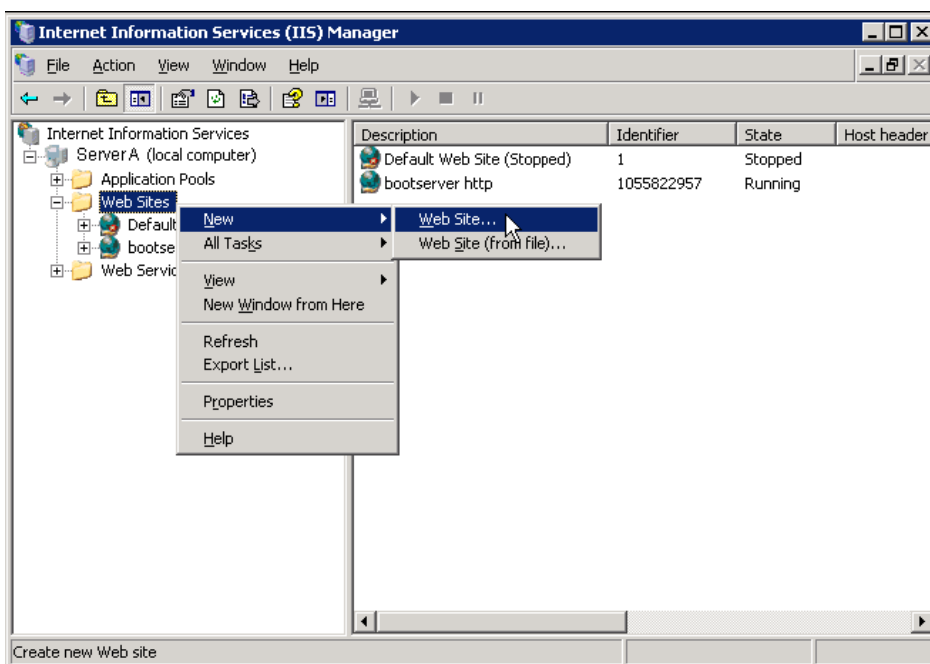 Internet Information Services (IIS) Manager
File Action View Window Help
Internet Information Services
Server A (local computer)
Application Pools
Web Sites
Default
bootse
Web Servic
Description Identifier State Host header
Default Web Site (Stopped) 1 Stopped
bootserver http 1055822957 Running
New
All Tasks
View
New Window from Here
Refresh
Export List...
Properties
Help
Web Site...
Web Site (from file)...
Create new Web site